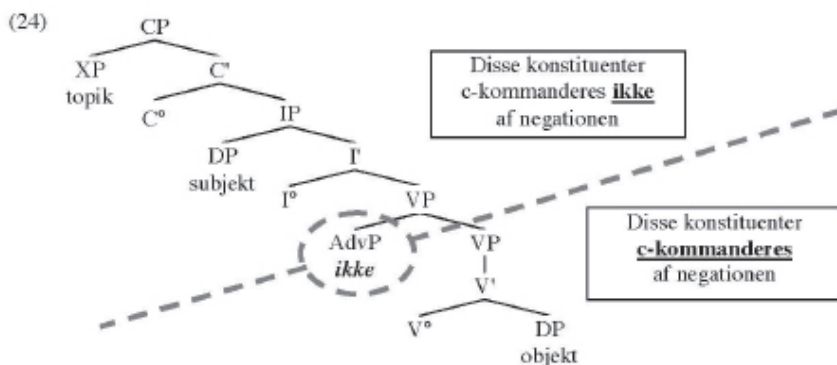 (24)
CP
XP
topik
C'
C°
IP
DP
subjekt
I'
I°
VP
AdvP
ikke
VP
V'
V°
DP
objekt
Disse konstituenter
c-kommanderes ikke
af negationen
Disse konstituenter
c-kommanderes
af negationen